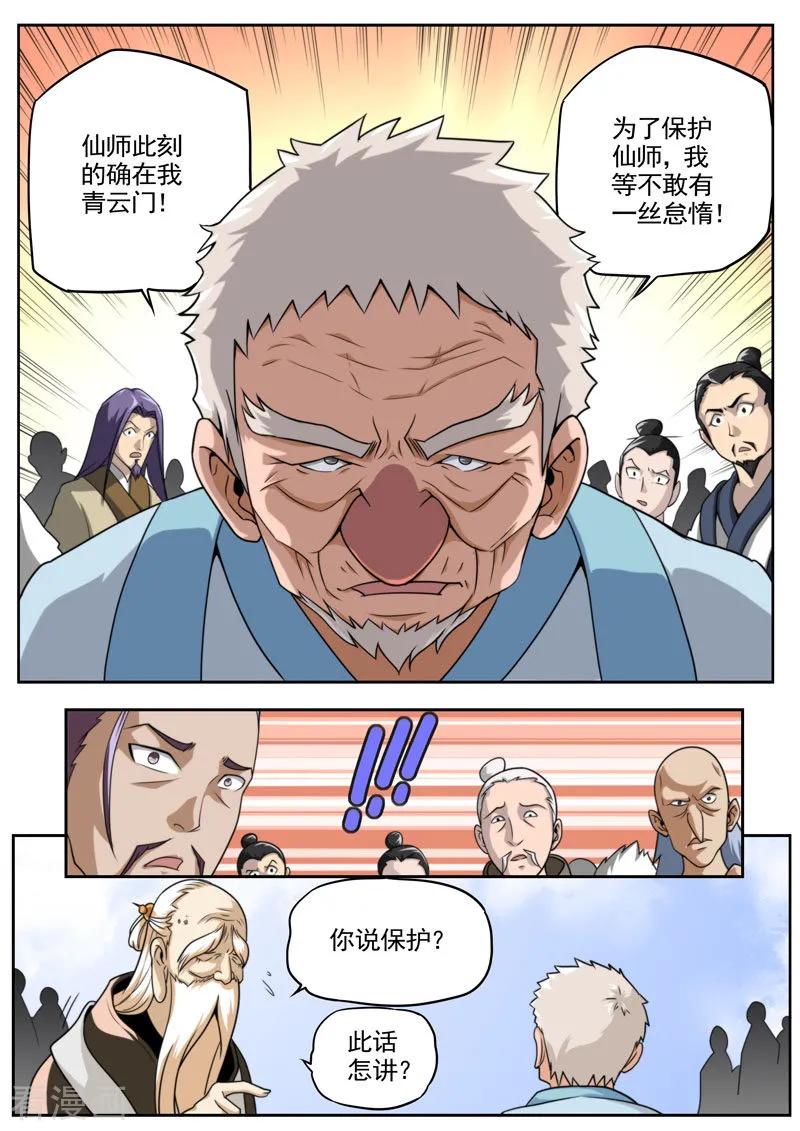 仙师此刻
的确在我
青云门！
为了保护
仙师，我
等不敢有
一丝怠惰！
!!!
你说保护？
此话
怎讲？
看漫画